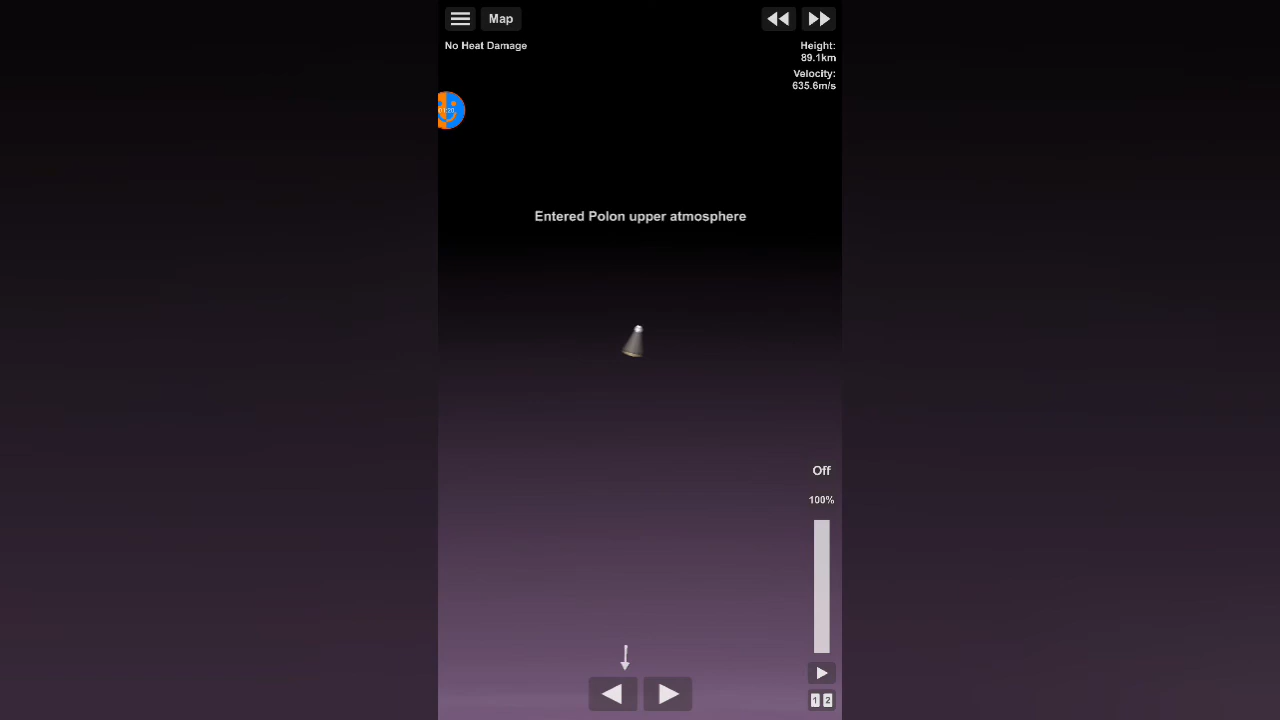 Map
No Heat Damage
Height:
89.1km
Velocity:
635.6m/s
Entered Polon upper atmosphere
Off
100%
1 2